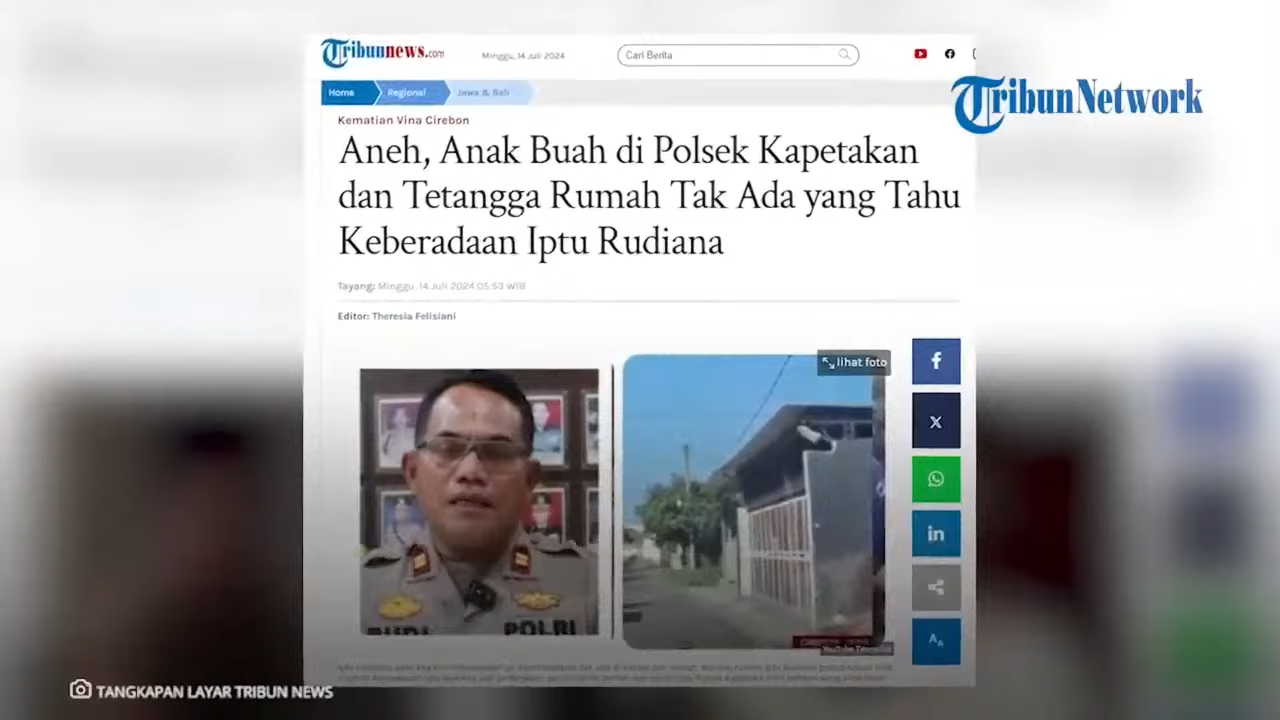 Tribunnews.com
Minggu, 14 Juli 2024
Cari Berita
TribunNetwork
Home
Regional
Jawa & Bali
Kematian Vina Cirebon
Aneh, Anak Buah di Polsek Kapetakan
dan Tetangga Rumah Tak Ada yang Tahu
Keberadaan Iptu Rudiana
Tayang: Minggu, 14 Juli 2024 05:53 WIB
Editor: Theresia Felisiani
lihat foto
POLRI
TANGKAPAN LAYAR TRIBUN NEWS